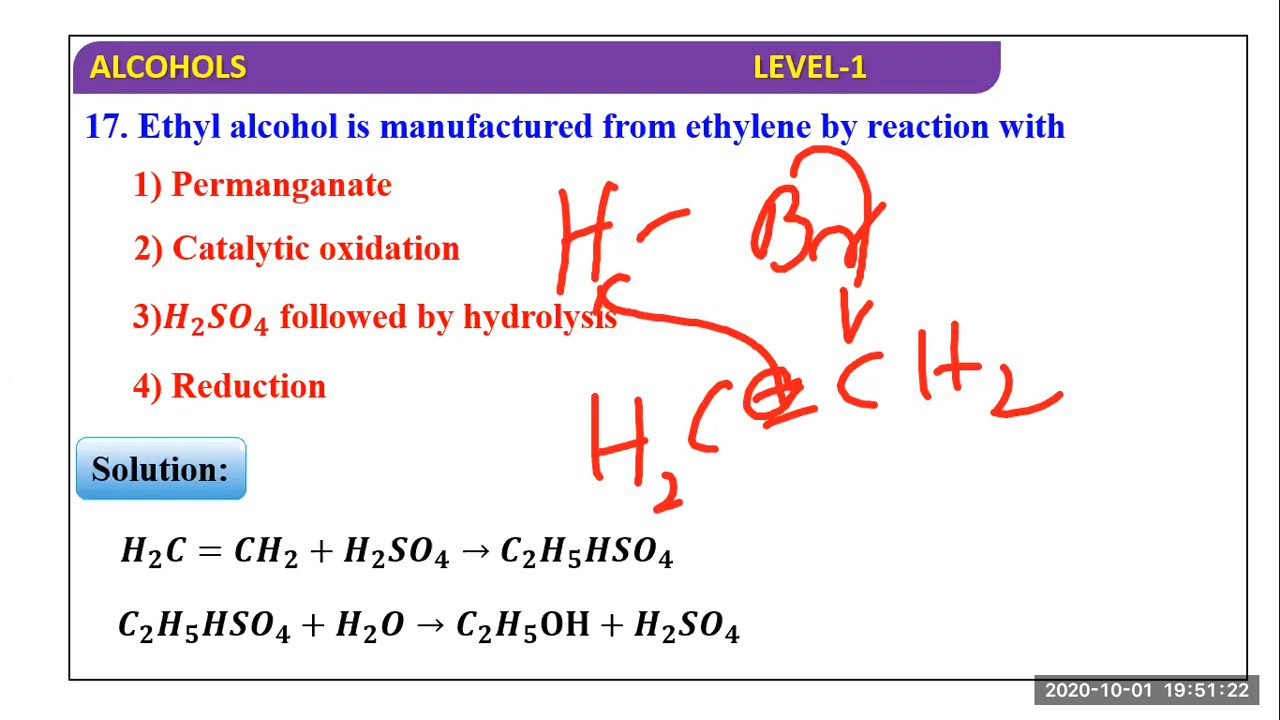 ALCOHOLS LEVEL-1
17. Ethyl alcohol is manufactured from ethylene by reaction with
1) Permanganate
2) Catalytic oxidation
3)H₂SO₄ followed by hydrolysis
4) Reduction
H - Br
H₂C CH₂
Solution:
H₂C = CH₂ + H₂SO₄ → C₂H₅HSO₄
C₂H₅HSO₄ + H₂O → C₂H₅OH + H₂SO₄
2020-10-01 19:51:22